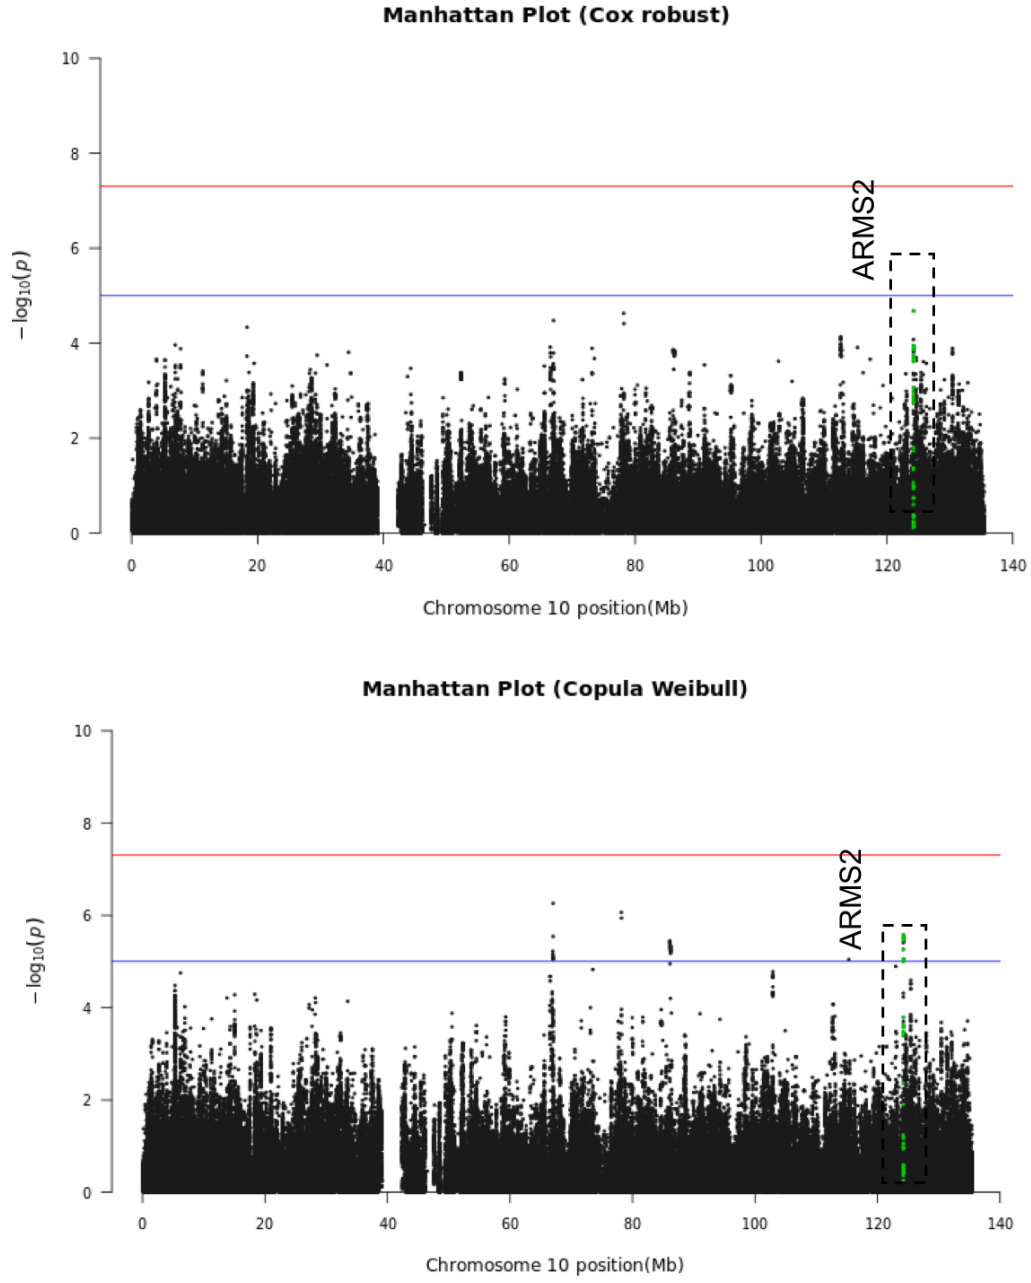 Manhattan Plot (Cox robust)
10
8
6
4
2
0
−log10(p)
ARMS2
0 20 40 60 80 100 120 140
Chromosome 10 position(Mb)
Manhattan Plot (Copula Weibull)
10
8
6
4
2
0
−log10(p)
ARMS2
0 20 40 60 80 100 120 140
Chromosome 10 position(Mb)